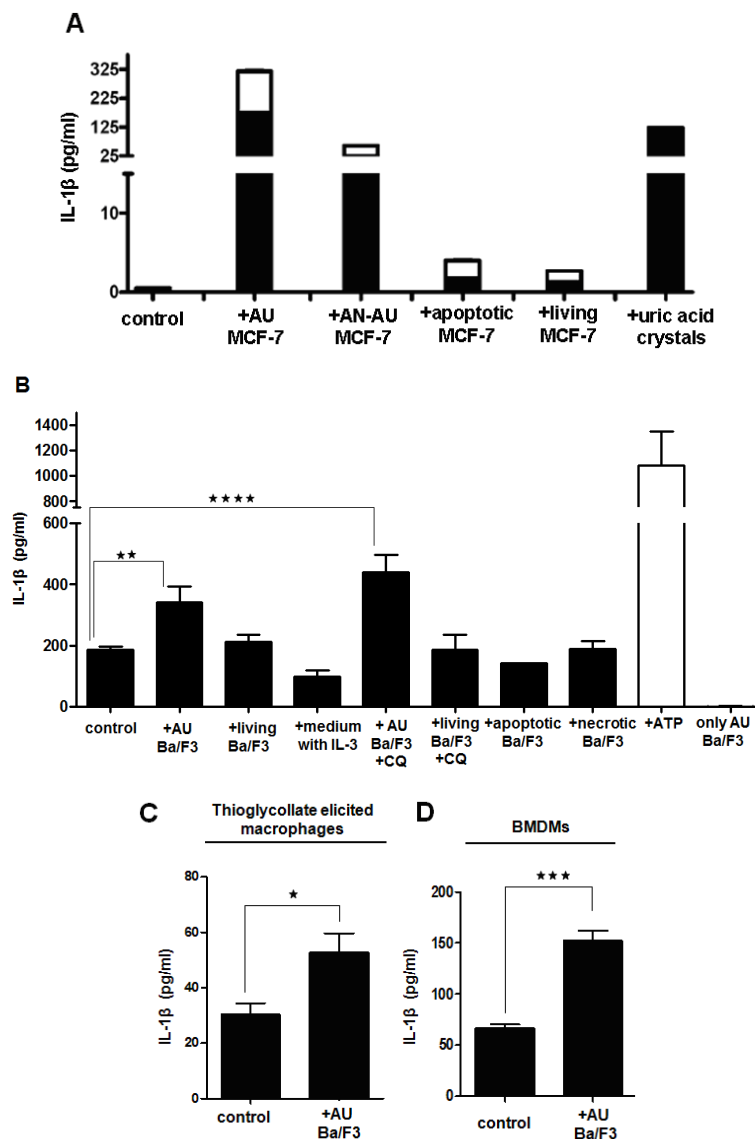 A
IL-1β (pg/ml)
325
225
125
25
10
0
control
+AU
MCF-7
+AN-AU
MCF-7
+apoptotic
MCF-7
+living
MCF-7
+uric acid
crystals
B
IL-1β (pg/ml)
1400
1200
1000
800
600
400
200
0
★★★★
★★
control
+AU
Ba/F3
+living
Ba/F3
+medium
with IL-3
+ AU
Ba/F3
+CQ
+living
Ba/F3
+CQ
+apoptotic
Ba/F3
+necrotic
Ba/F3
+ATP
only AU
Ba/F3
C
Thioglycollate elicited
macrophages
IL-1β (pg/ml)
80
60
40
20
0
★
control
+AU
Ba/F3
D
BMDMs
IL-1β (pg/ml)
200
150
100
50
0
★★★
control
+AU
Ba/F3